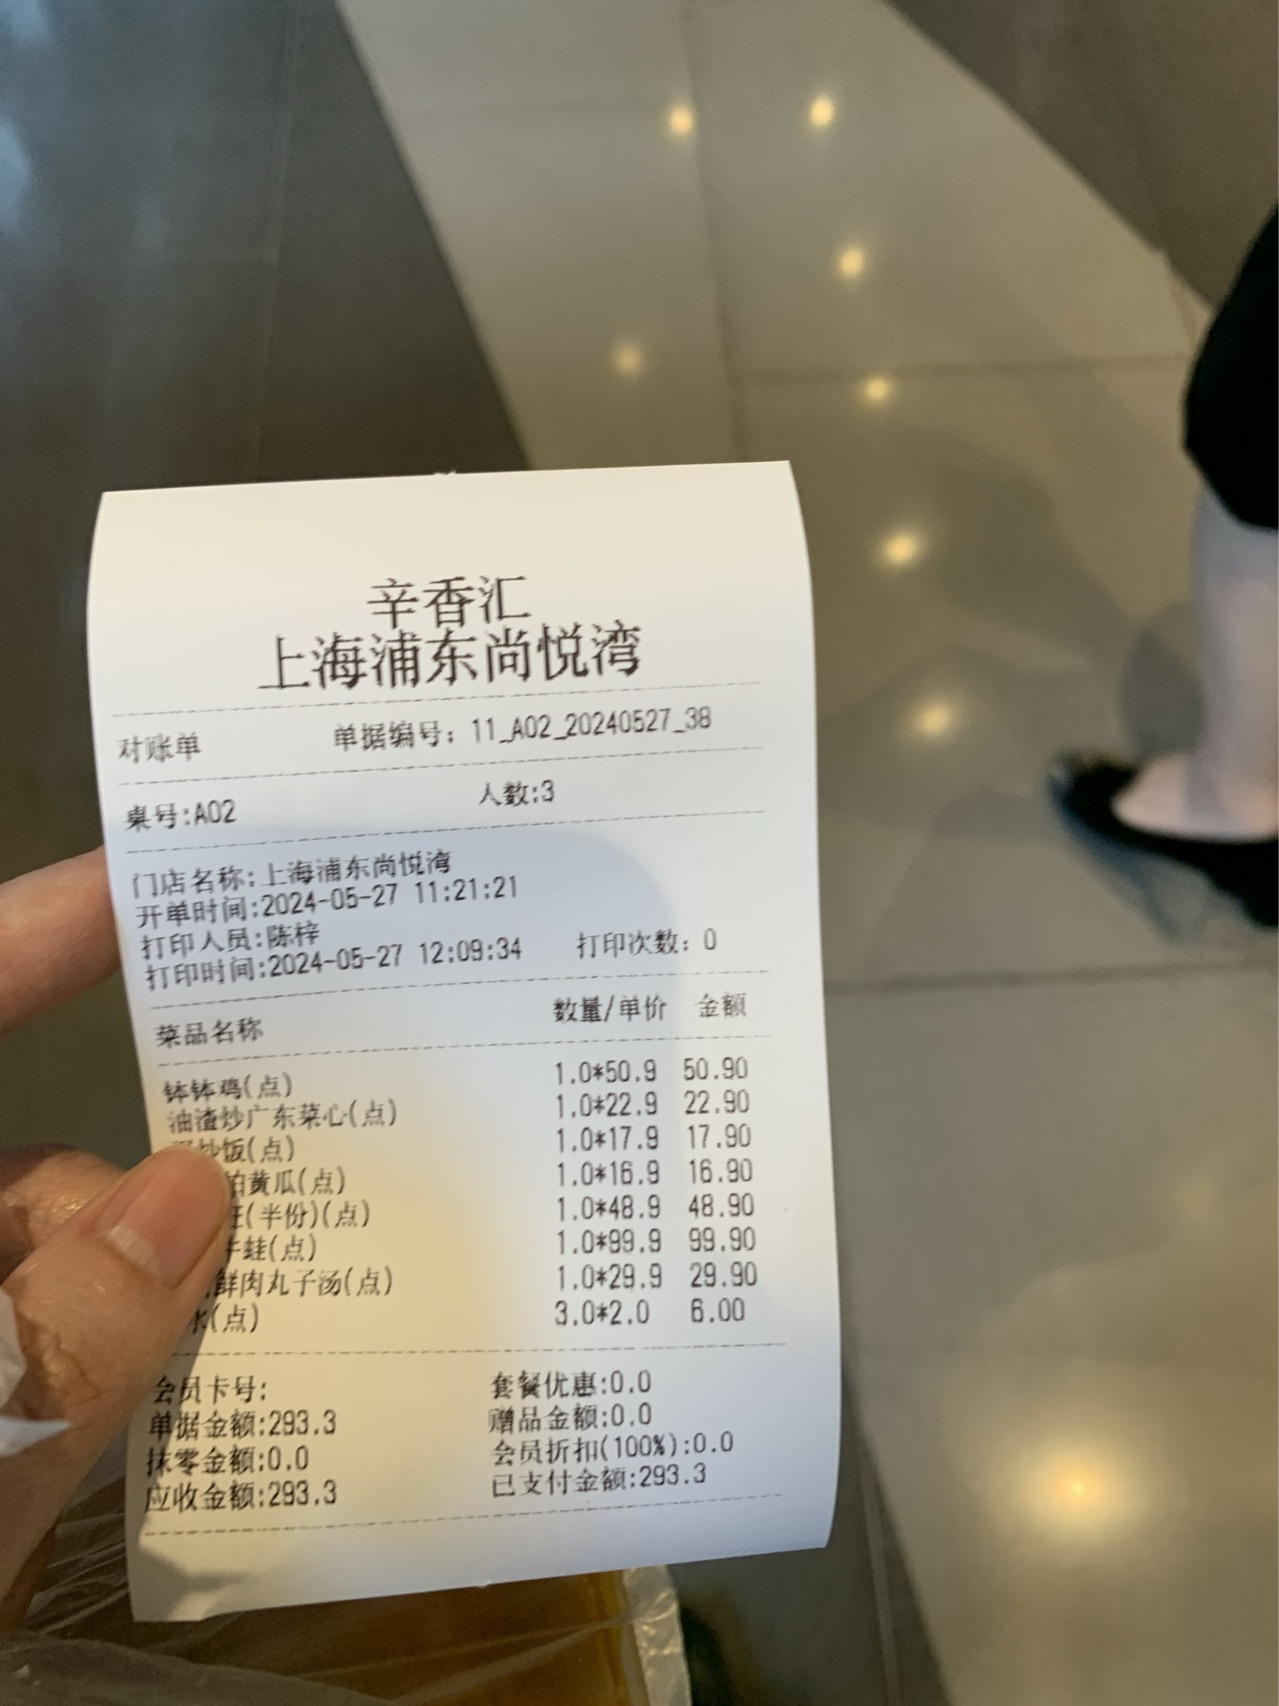 辛香汇
上海浦东尚悦湾
对账单 单据编号：11_A02_20240527_38
桌号:A02 人数:3
门店名称:上海浦东尚悦湾
开单时间:2024-05-27 11:21:21
打印人员:陈梓
打印时间:2024-05-27 12:09:34 打印次数：0
菜品名称 数量/单价 金额
钵钵鸡(点) 1.0*50.9 50.90
油渣炒广东菜心(点) 1.0*22.9 22.90
炒饭(点) 1.0*17.9 17.90
拍黄瓜(点) 1.0*16.9 16.90
旺(半份)(点) 1.0*48.9 48.90
牛蛙(点) 1.0*99.9 99.90
鲜肉丸子汤(点) 1.0*29.9 29.90
水(点) 3.0*2.0 6.00
会员卡号: 套餐优惠:0.0
单据金额:293.3 赠品金额:0.0
抹零金额:0.0 会员折扣(100%):0.0
应收金额:293.3 已支付金额:293.3